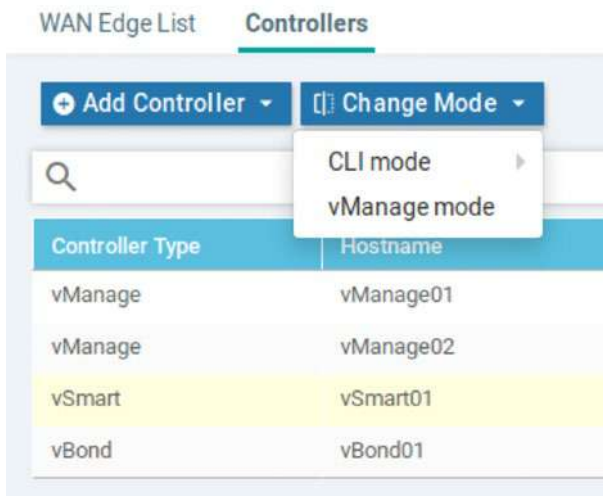 WAN Edge List Controllers
Add Controller Change Mode
CLI mode
vManage mode
Controller Type Hostname
vManage vManage01
vManage vManage02
vSmart vSmart01
vBond vBond01